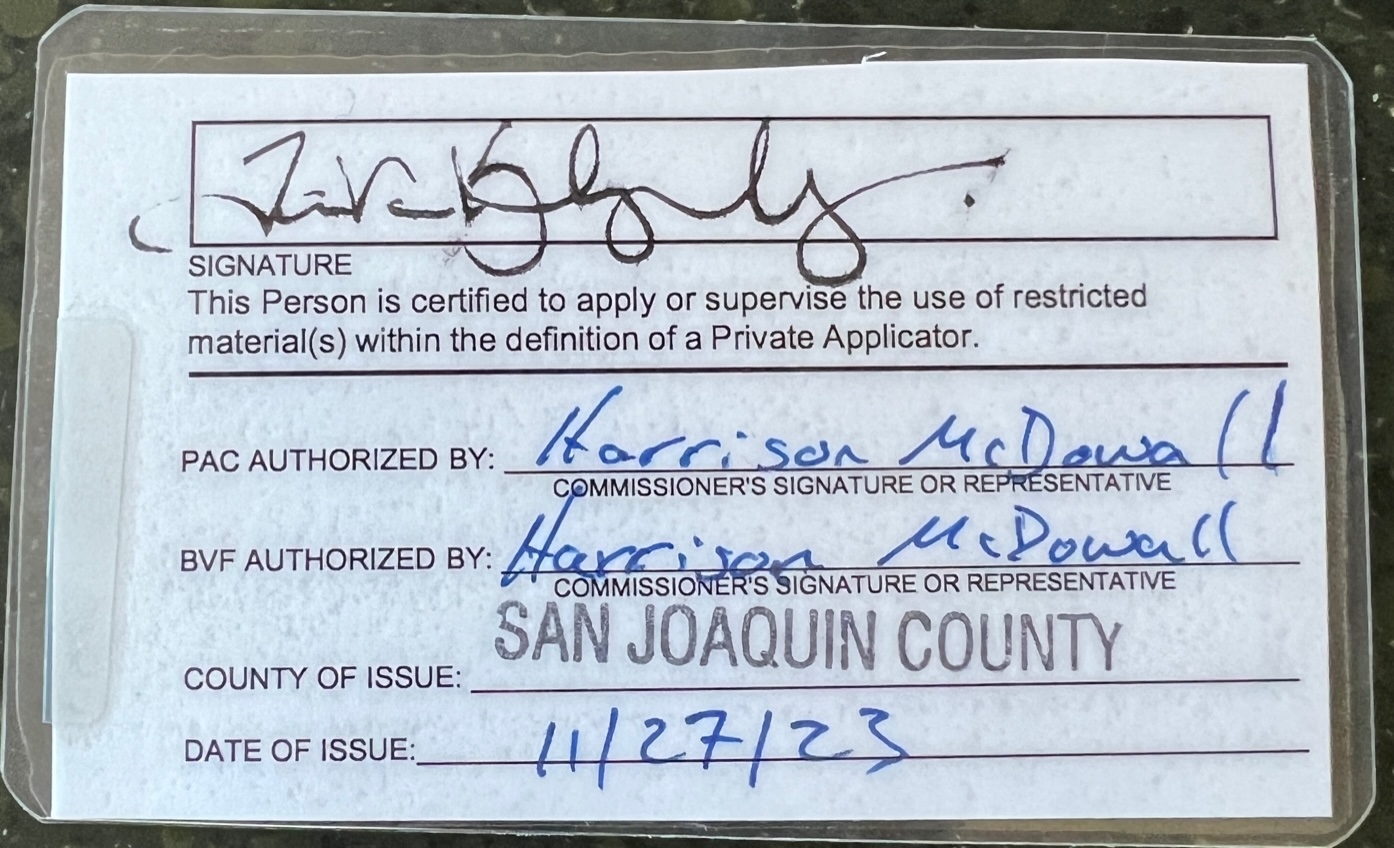 SIGNATURE
This Person is certified to apply or supervise the use of restricted
material(s) within the definition of a Private Applicator.
PAC AUTHORIZED BY: Harrison McDowall
COMMISSIONER'S SIGNATURE OR REPRESENTATIVE
BVF AUTHORIZED BY: Harrison McDowall
COMMISSIONER'S SIGNATURE OR REPRESENTATIVE
COUNTY OF ISSUE: SAN JOAQUIN COUNTY
DATE OF ISSUE: 11/27/23